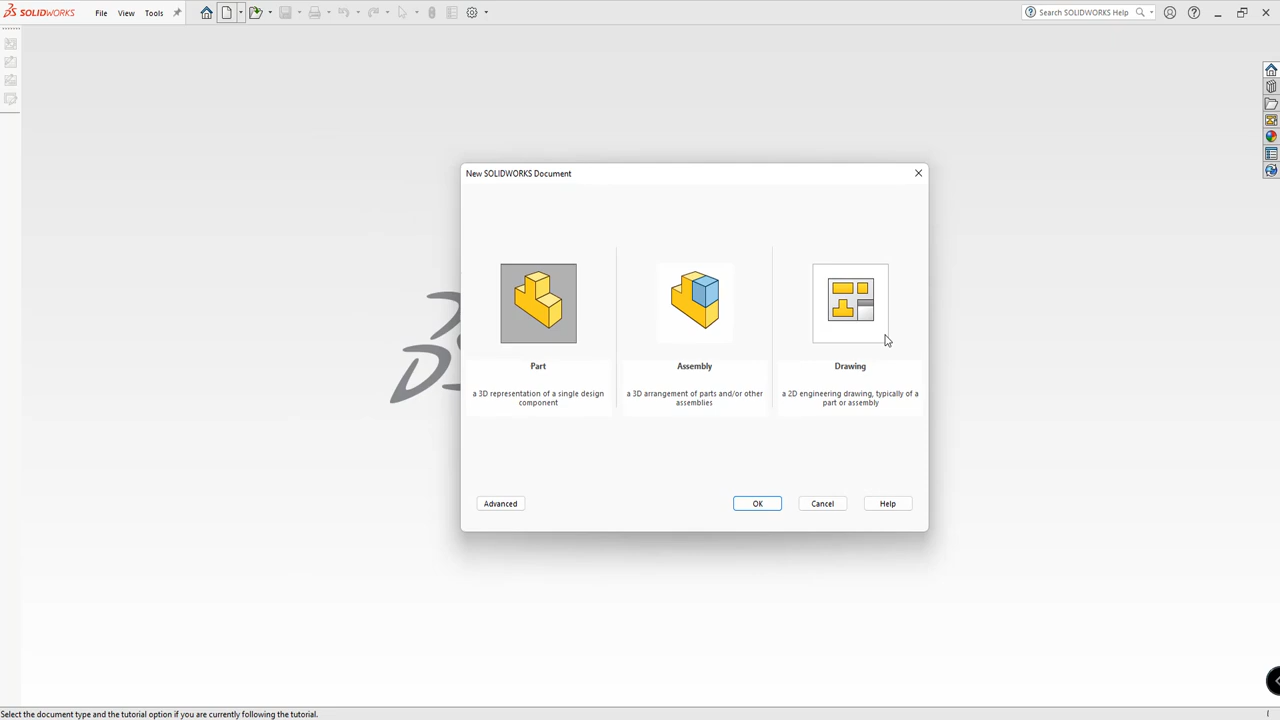 SOLIDWORKS File View Tools Search SOLIDWORKS Help
New SOLIDWORKS Document
Part
Assembly
Drawing
a 3D representation of a single design
component
a 3D arrangement of parts and/or other
assemblies
a 2D engineering drawing, typically of a
part or assembly
Advanced OK Cancel Help
Select the document type and the tutorial option if you are currently following the tutorial.